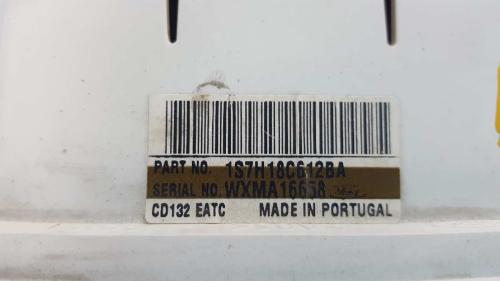 PART NO. 1S7H18C612BA
SERIAL NO. WXMA16658
CD132 EATC MADE IN PORTUGAL